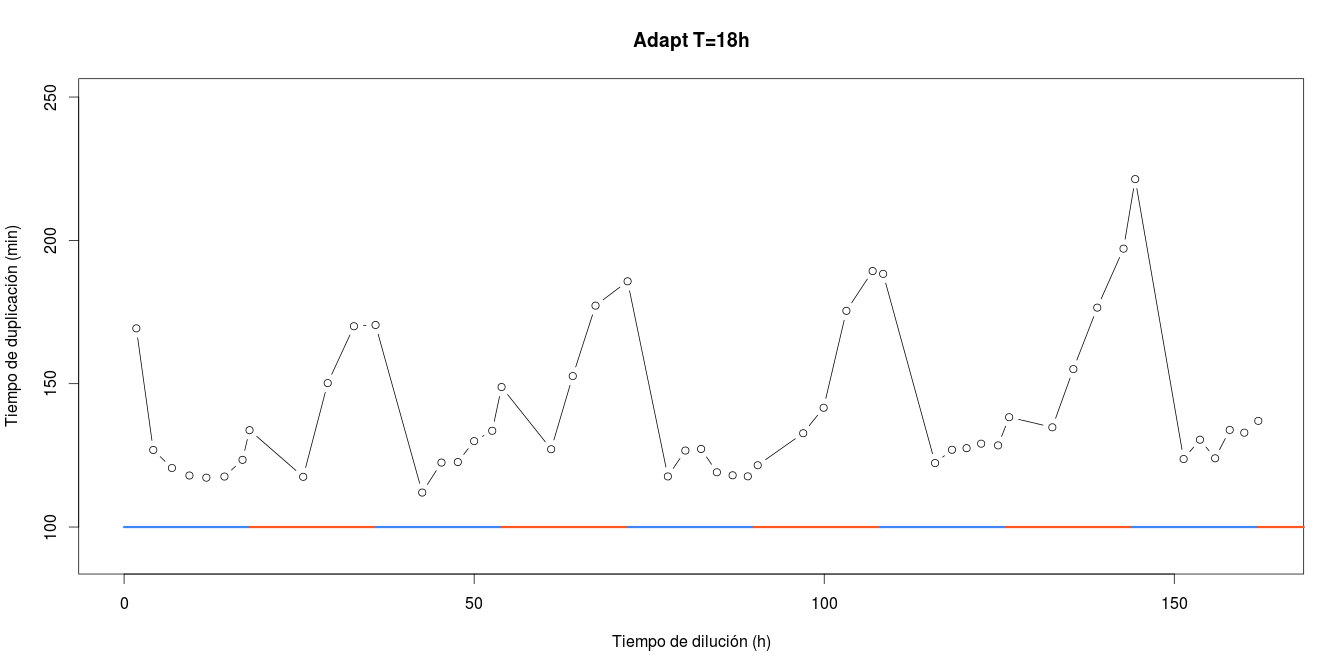 Adapt T=18h
Tiempo de duplicación (min)
250
200
150
100
0 50 100 150
Tiempo de dilución (h)